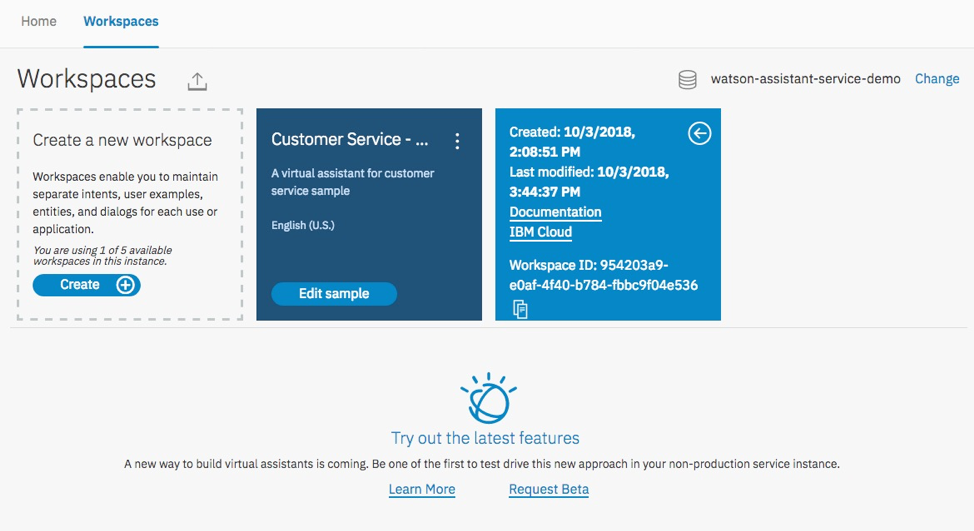 Home
Workspaces
Workspaces
watson-assistant-service-demo
Change
Create a new workspace
Workspaces enable you to maintain
separate intents, user examples,
entities, and dialogs for each use or
application.
You are using 1 of 5 available
workspaces in this instance.
Create
Customer Service - ...
A virtual assistant for customer
service sample
English (U.S.)
Edit sample
Created: 10/3/2018,
2:08:51 PM
Last modified: 10/3/2018,
3:44:37 PM
Documentation
IBM Cloud
Workspace ID: 954203a9-
e0af-4f40-b784-fbbc9f04e536
Try out the latest features
A new way to build virtual assistants is coming. Be one of the first to test drive this new approach in your non-production service instance.
Learn More
Request Beta